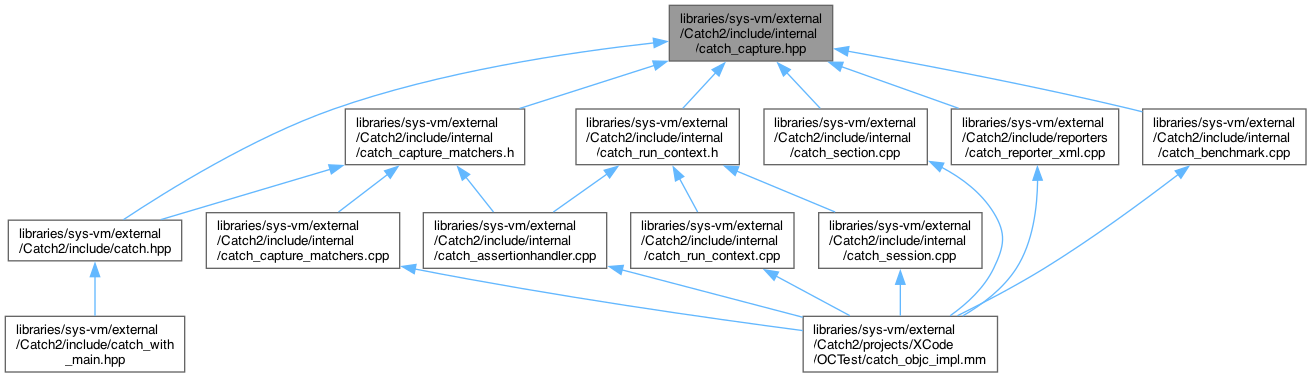 libraries/sys-vm/external
/Catch2/include/internal
/catch_capture.hpp
libraries/sys-vm/external
/Catch2/include/internal
/catch_capture_matchers.h
libraries/sys-vm/external
/Catch2/include/internal
/catch_run_context.h
libraries/sys-vm/external
/Catch2/include/internal
/catch_section.cpp
libraries/sys-vm/external
/Catch2/include/reporters
/catch_reporter_xml.cpp
libraries/sys-vm/external
/Catch2/include/internal
/catch_benchmark.cpp
libraries/sys-vm/external
/Catch2/include/catch.hpp
libraries/sys-vm/external
/Catch2/include/internal
/catch_capture_matchers.cpp
libraries/sys-vm/external
/Catch2/include/internal
/catch_assertionhandler.cpp
libraries/sys-vm/external
/Catch2/include/internal
/catch_run_context.cpp
libraries/sys-vm/external
/Catch2/include/internal
/catch_session.cpp
libraries/sys-vm/external
/Catch2/include/catch_with
_main.hpp
libraries/sys-vm/external
/Catch2/projects/XCode
/OCTest/catch_objc_impl.mm